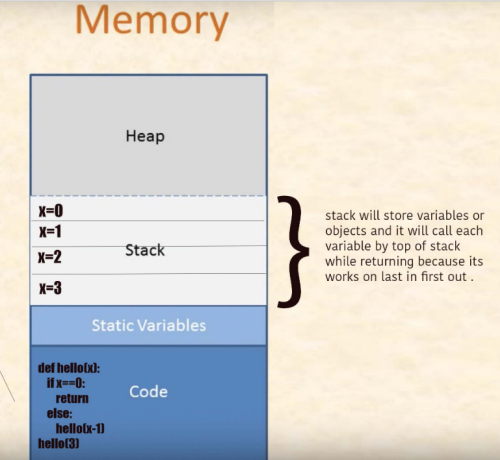 Memory
Heap
x=0
x=1
x=2
Stack
x=3
stack will store variables or
objects and it will call each
variable by top of stack
while returning because its
works on last in first out .
Static Variables
Code
def hello(x):
if x==0:
return
else:
hello(x-1)
hello(3)